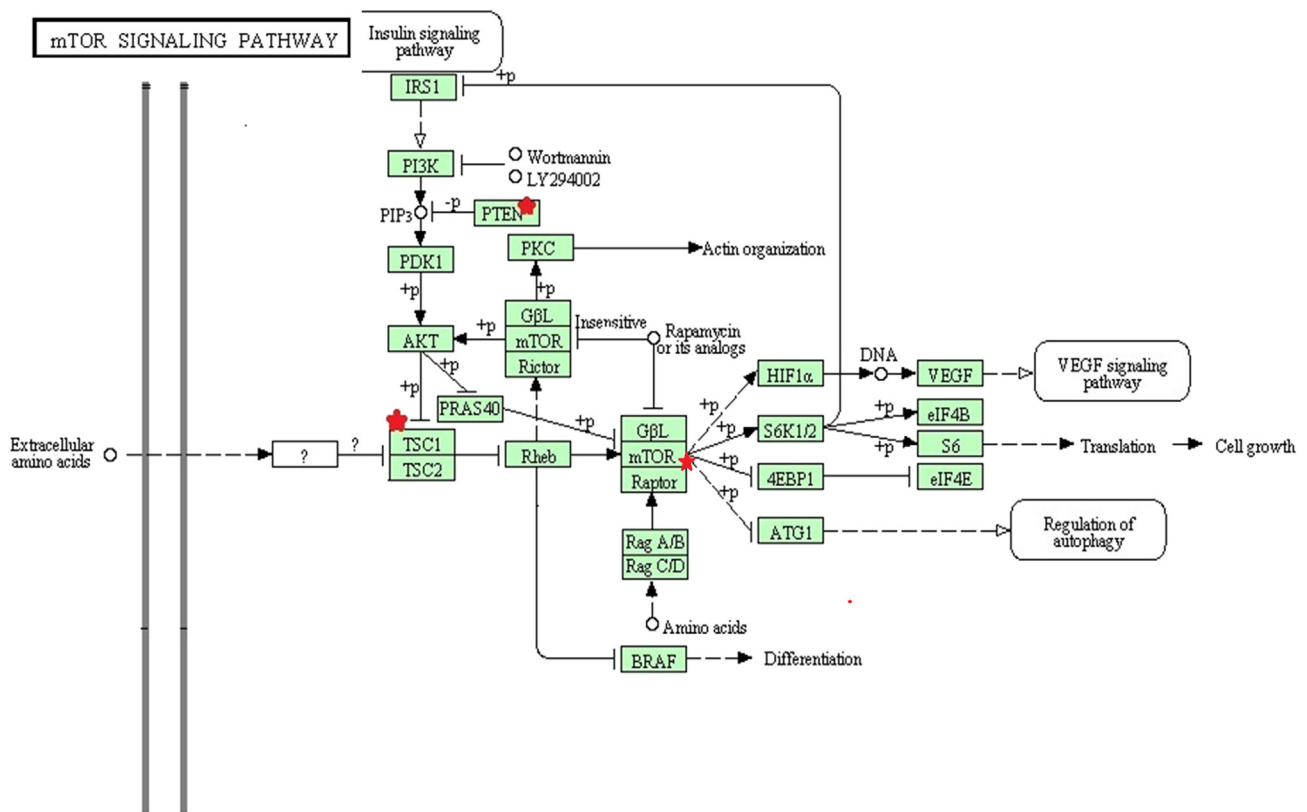 mTOR SIGNALING PATHWAY
Insulin signaling
pathway
+p
IRS1
PI3K
Wortmannin
LY294002
PIP3
-p
PTEN
PKC
Actin organization
PDK1
+p
+p
GβL
mTOR
Rictor
+p
AKT
Insensitive
Rapamycin
or its analogs
+p
+p
PRAS40
+p
DNA
HIF1α
VEGF
VEGF signaling
pathway
+p
+p
S6K1/2
+p
eIF4B
+p
S6
Translation
Cell growth
Extracellular
amino acids
?
?
TSC1
TSC2
Rheb
GβL
mTOR
Raptor
+p
4EBP1
eIF4E
+p
ATG1
Regulation of
autophagy
Rag A/B
Rag C/D
Amino acids
BRAF
Differentiation